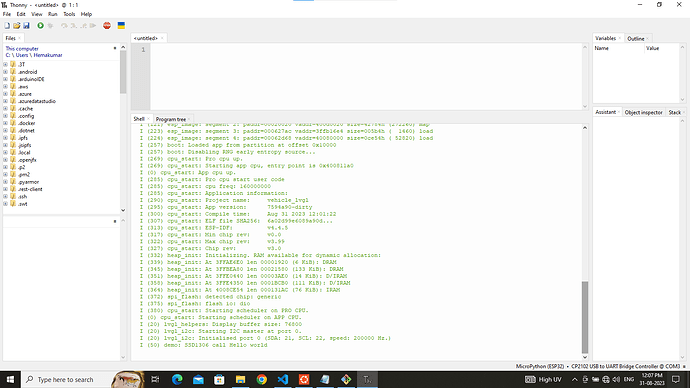 Thonny - <untitled> @ 1 : 1
File Edit View Run Tools Help
Files
This computer
C: \ Users \ Hemakumar
.3T
.android
.arduinoIDE
.aws
.azure
.azuredatastudio
.cache
.config
.docker
.dotnet
.ipfs
.jsipfs
.local
.openjfx
.p2
.pm2
.pyarmor
.rest-client
.ssh
.swt
<untitled>
1
Shell Program tree
I (223) esp_image: segment 3: paddr=000627ac vaddr=3ffb16e4 size=005b4h ( 1460) load
I (224) esp_image: segment 4: paddr=00062d68 vaddr=40080000 size=0ce54h ( 52820) load
I (257) boot: Loaded app from partition at offset 0x10000
I (257) boot: Disabling RNG early entropy source...
I (269) cpu_start: Pro cpu up.
I (269) cpu_start: Starting app cpu, entry point is 0x400811a0
I (0) cpu_start: App cpu up.
I (285) cpu_start: Pro cpu start user code
I (285) cpu_start: cpu freq: 160000000
I (285) cpu_start: Application information:
I (290) cpu_start: Project name: vehicle_lvgl
I (295) cpu_start: App version: 7594a90-dirty
I (300) cpu_start: Compile time: Aug 31 2023 12:01:22
I (307) cpu_start: ELF file SHA256: 6a02d99e6089a90d...
I (313) cpu_start: ESP-IDF: v4.4.5
I (317) cpu_start: Min chip rev: v0.0
I (322) cpu_start: Max chip rev: v3.99
I (327) cpu_start: Chip rev: v3.0
I (332) heap_init: Initializing. RAM available for dynamic allocation:
I (339) heap_init: At 3FFAE6E0 len 00001920 (6 KiB): DRAM
I (345) heap_init: At 3FFBEA80 len 00021580 (133 KiB): DRAM
I (351) heap_init: At 3FFE0440 len 00003AE0 (14 KiB): D/IRAM
I (358) heap_init: At 3FFE4350 len 0001BCB0 (111 KiB): D/IRAM
I (364) heap_init: At 4008CE54 len 000131AC (76 KiB): IRAM
I (372) spi_flash: detected chip: generic
I (375) spi_flash: flash io: dio
I (380) cpu_start: Starting scheduler on PRO CPU.
I (0) cpu_start: Starting scheduler on APP CPU.
I (20) lvgl_helpers: Display buffer size: 76800
I (20) lvgl_i2c: Starting I2C master at port 0.
I (20) lvgl_i2c: Initialised port 0 (SDA: 21, SCL: 22, speed: 200000 Hz.)
I (50) demo: SSD1306 call Hello world
Variables Outline
Name Value
Assistant Object inspector Stack
MicroPython (ESP32) • CP2102 USB to UART Bridge Controller @ COM3
Type here to search
High UV
ENG
12:07 PM
31-08-2023